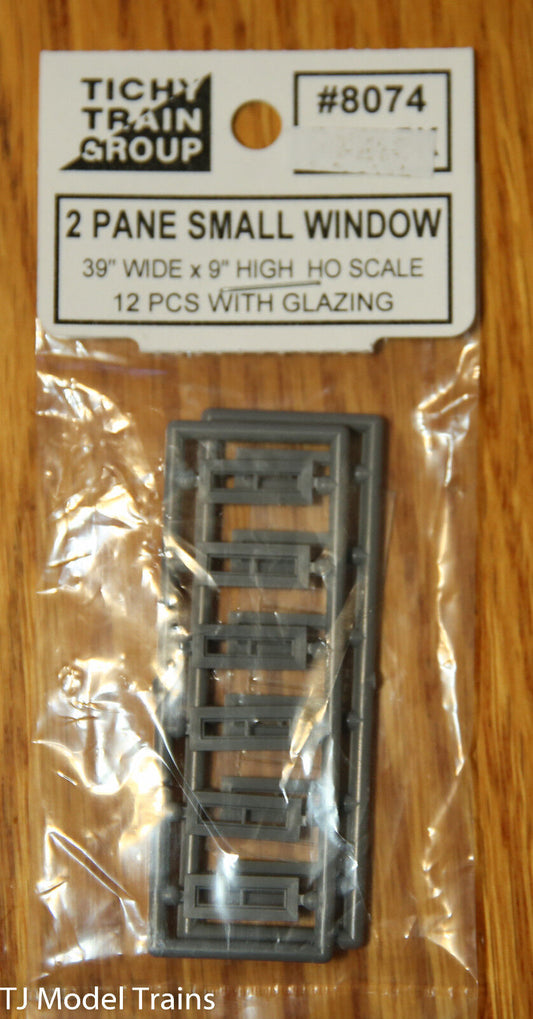 TICHY
TRAIN
GROUP
#8074
2 PANE SMALL WINDOW
39" WIDE x 9" HIGH HO SCALE
12 PCS WITH GLAZING
TJ Model Trains